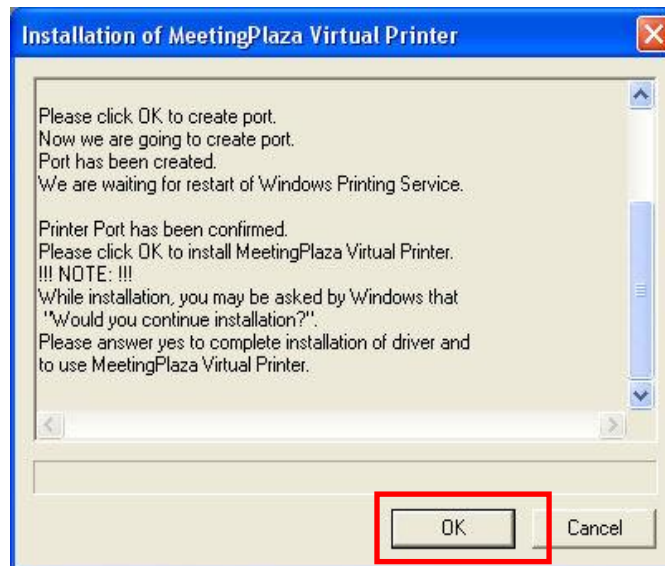 Installation of MeetingPlaza Virtual Printer
Please click OK to create port.
Now we are going to create port.
Port has been created.
We are waiting for restart of Windows Printing Service.
Printer Port has been confirmed.
Please click OK to install MeetingPlaza Virtual Printer.
!!! NOTE: !!!
While installation, you may be asked by Windows that
"Would you continue installation?".
Please answer yes to complete installation of driver and
to use MeetingPlaza Virtual Printer.
OK
Cancel